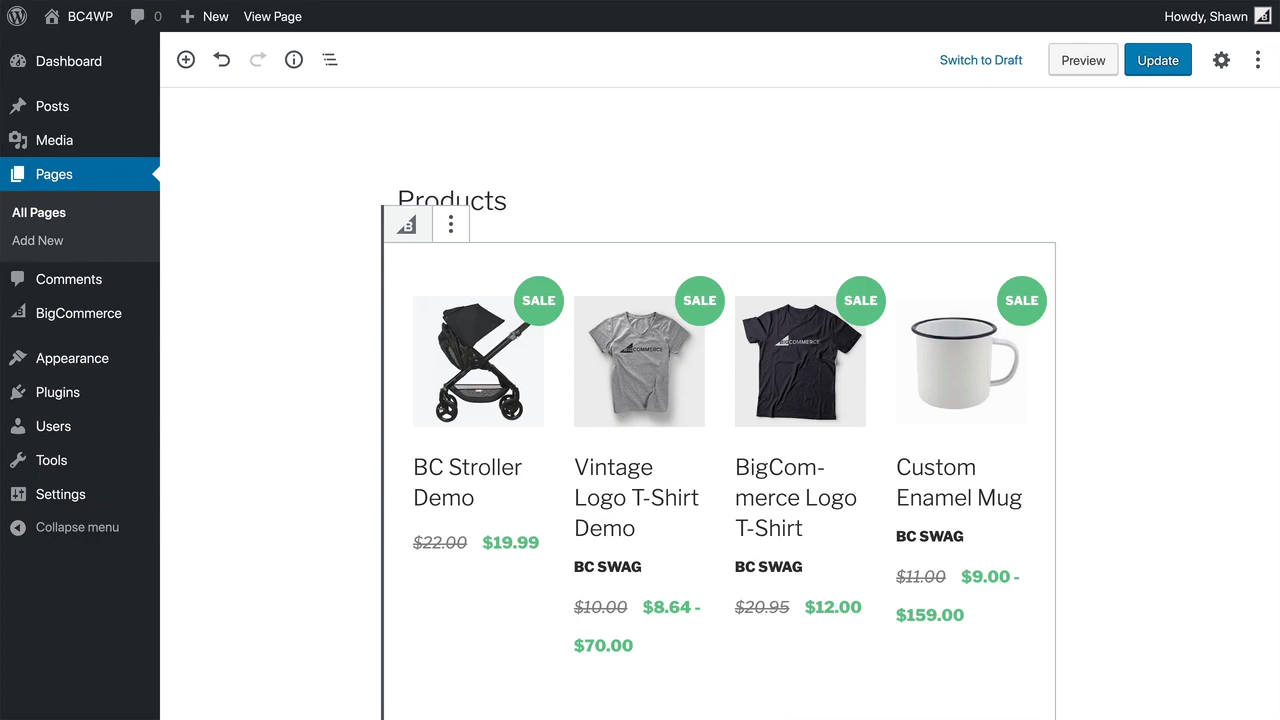 BC4WP
0
New
View Page
Howdy, Shawn
Dashboard
Posts
Media
Pages
All Pages
Add New
Comments
BigCommerce
Appearance
Plugins
Users
Tools
Settings
Collapse menu
Switch to Draft
Preview
Update
Products
SALE
SALE
SALE
SALE
BIGCOMMERCE
BIGCOMMERCE
BC Stroller
Demo
$22.00 $19.99
Vintage
Logo T-Shirt
Demo
BC SWAG
$10.00 $8.64 -
$70.00
BigCom-
merce Logo
T-Shirt
BC SWAG
$20.95 $12.00
Custom
Enamel Mug
BC SWAG
$11.00 $9.00 -
$159.00